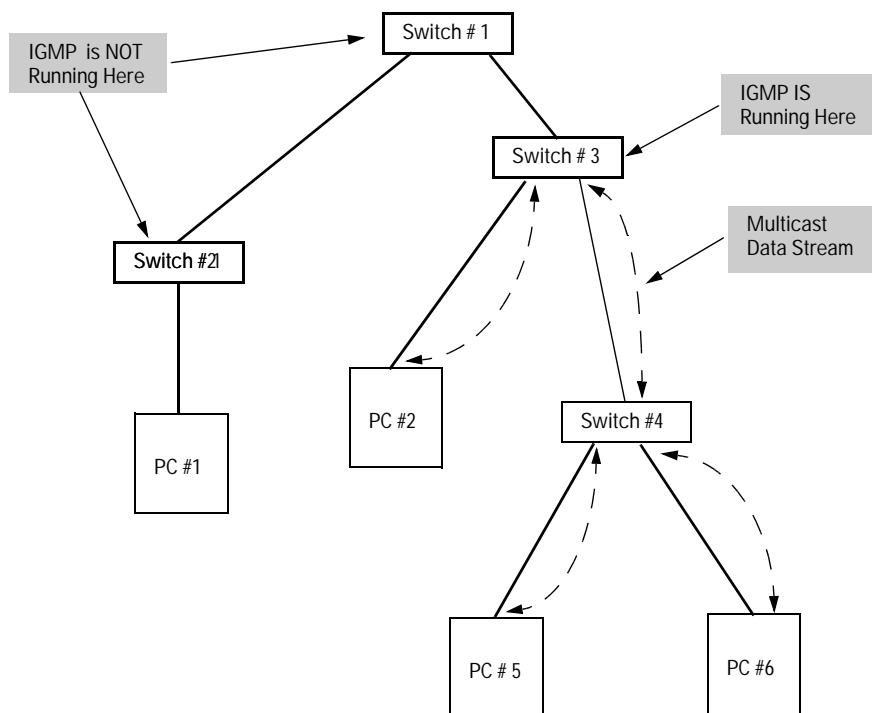 Switch # 1
IGMP is NOT
Running Here
IGMP IS
Running Here
Switch # 3
Multicast
Data Stream
Switch #21
PC #2
Switch #4
PC #1
PC # 5
PC #6